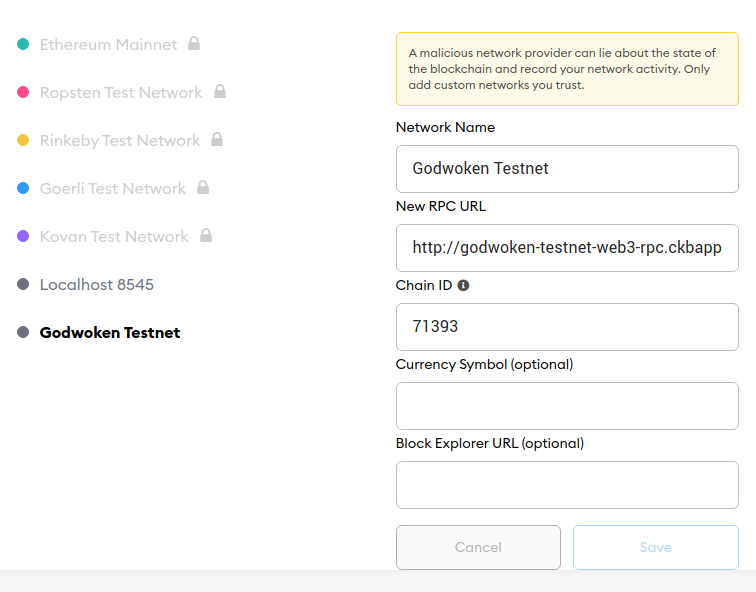 Ethereum Mainnet
Ropsten Test Network
Rinkeby Test Network
Goerli Test Network
Kovan Test Network
Localhost 8545
Godwoken Testnet
A malicious network provider can lie about the state of
the blockchain and record your network activity. Only
add custom networks you trust.
Network Name
Godwoken Testnet
New RPC URL
http://godwoken-testnet-web3-rpc.ckbapp
Chain ID
71393
Currency Symbol (optional)
Block Explorer URL (optional)
Cancel
Save